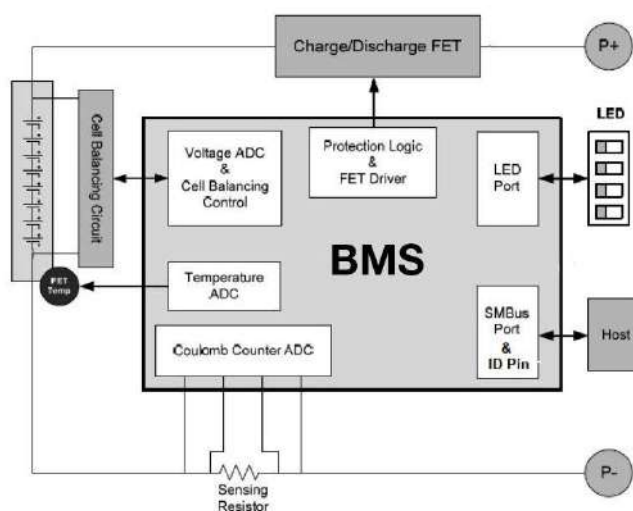 Charge/Discharge FET
P+
LED
Cell Balancing Circuit
Voltage ADC
&
Cell Balancing
Control
Protection Logic
&
FET Driver
LED
Port
BMS
FET
Temp
Temperature
ADC
SMBus
Port
&
ID Pin
Host
Coulomb Counter ADC
Sensing
Resistor
P-